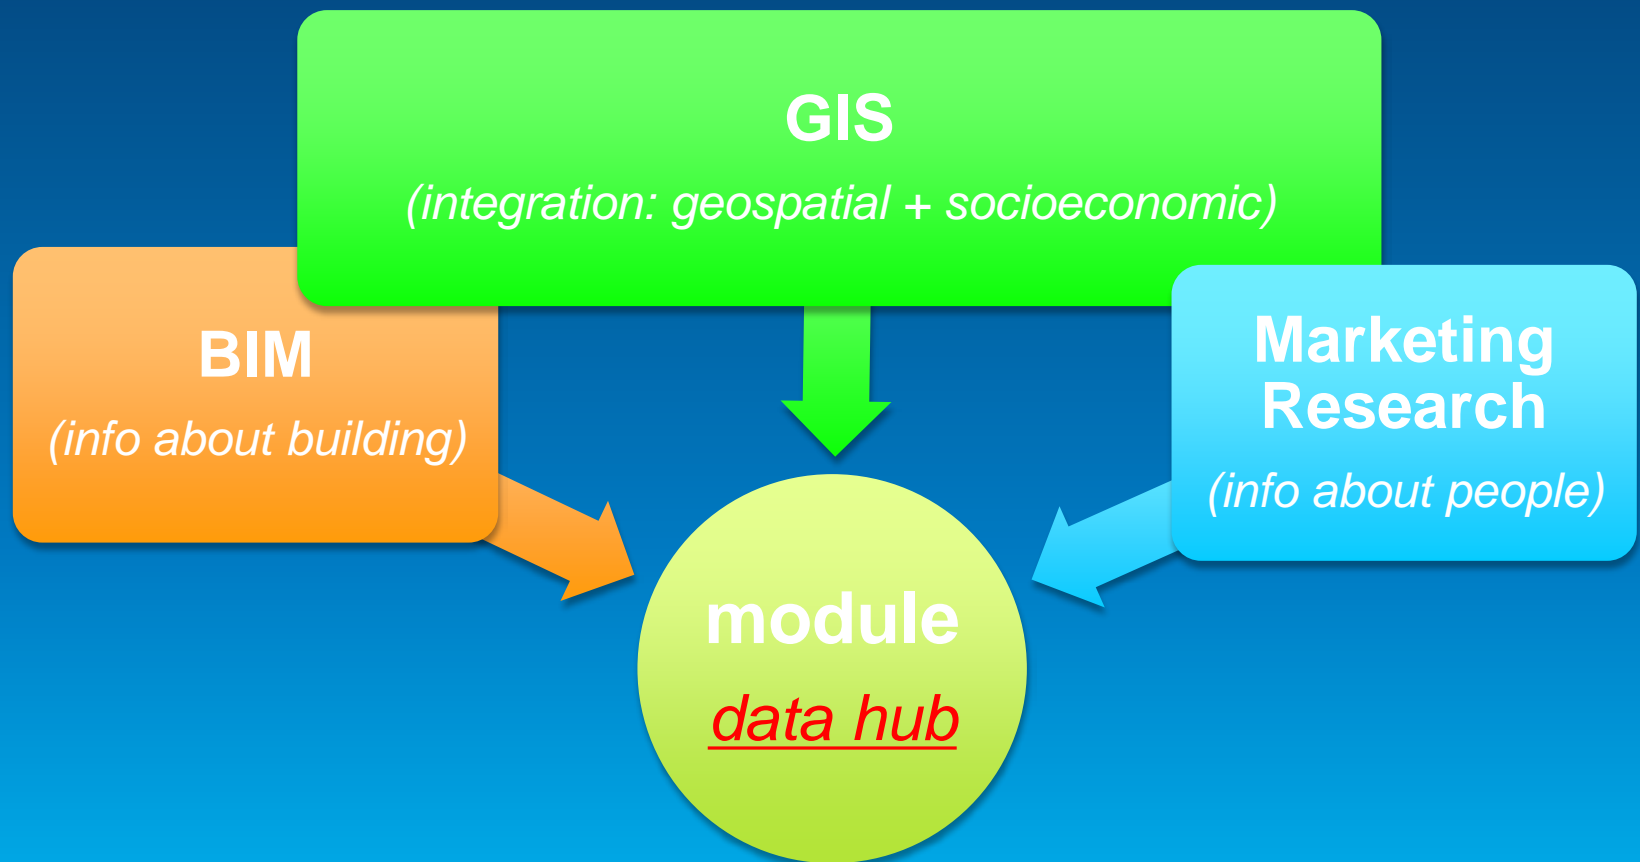 GIS
(integration: geospatial + socioeconomic)
BIM
(info about building)
Marketing
Research
(info about people)
module
data hub